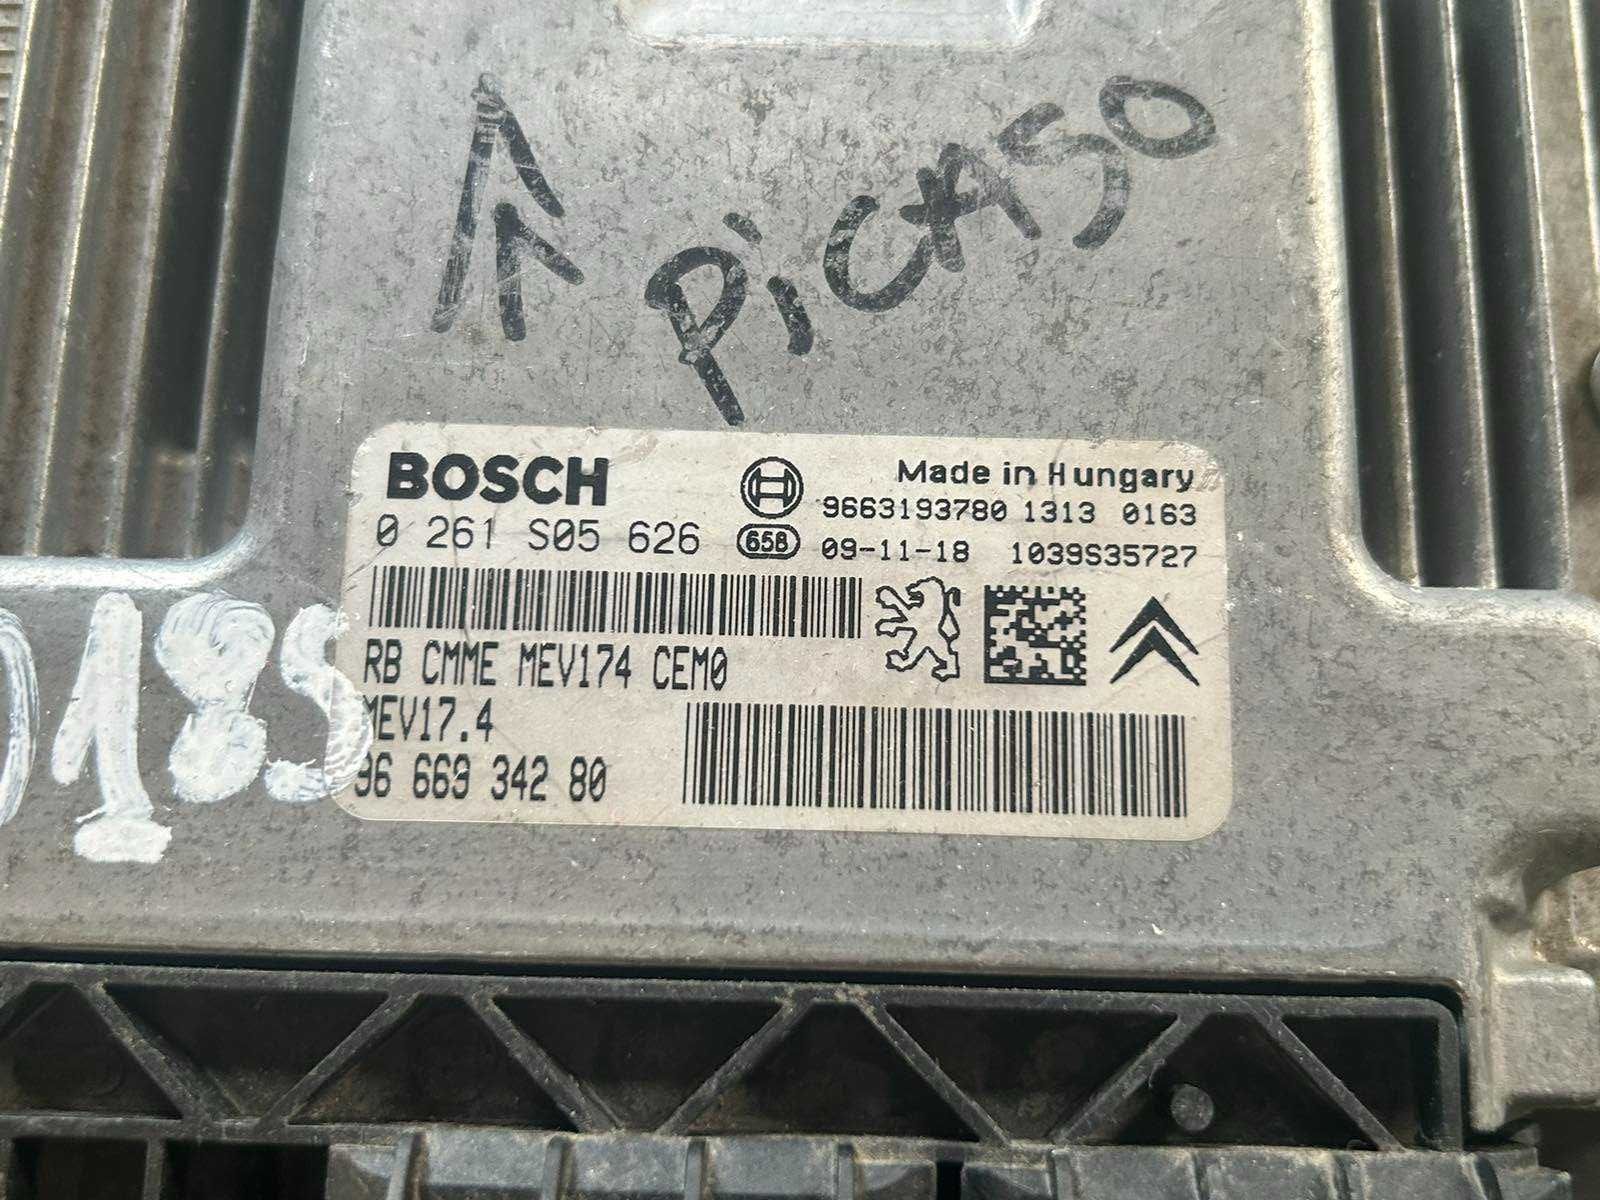 PiCASO
BOSCH
Made in Hungary
9663193780 1313 0163
0 261 S05 626
658
09-11-18 1039S35727
RB CMME MEV174 CEM0
MEV17.4
96 669 342 80